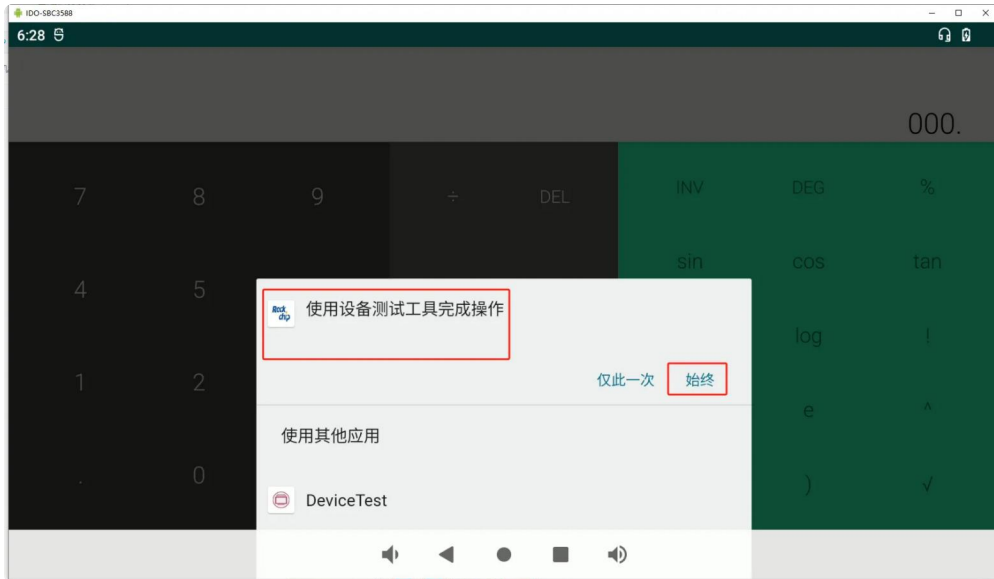 IDO-SBC3588
6:28
000.
7 8 9 ÷ DEL INV DEG %
sin cos tan
4 5
Rockchip 使用设备测试工具完成操作
log !
仅此一次 始终
1 2
e ^
使用其他应用
. 0
) √
DeviceTest